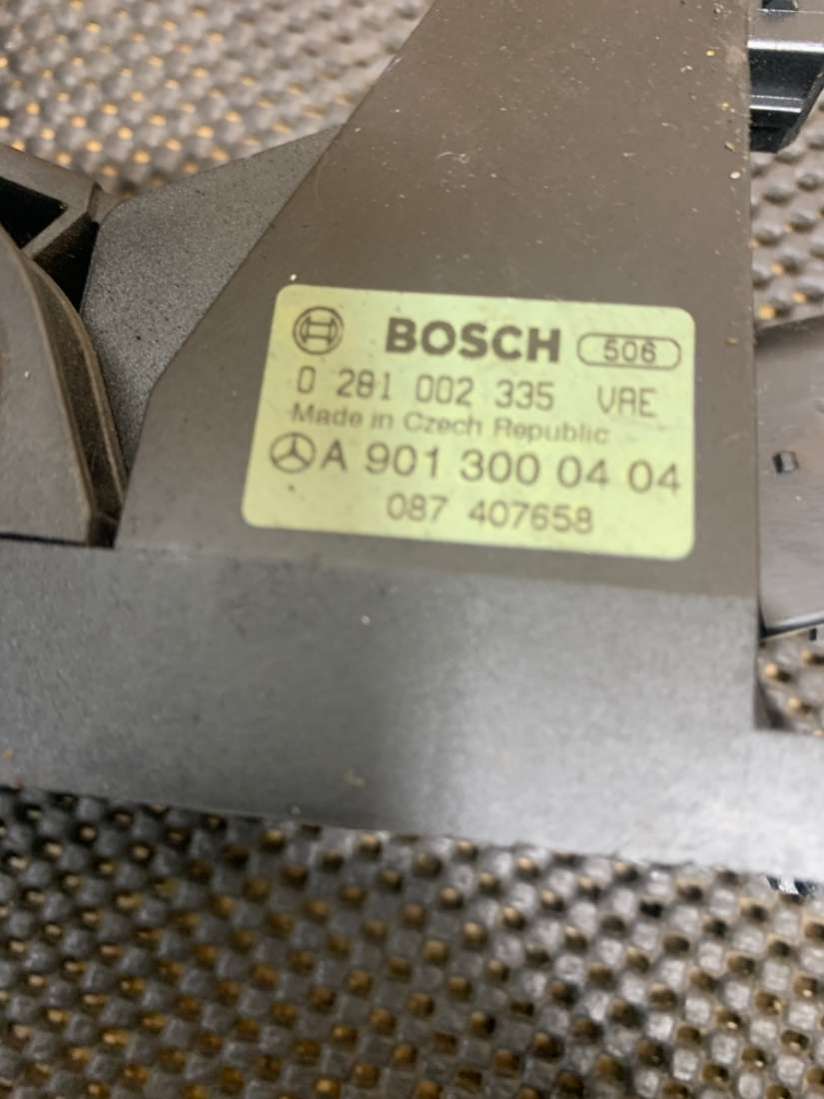 BOSCH 506
0 281 002 335 VAE
Made in Czech Republic
A 901 300 04 04
087 407658